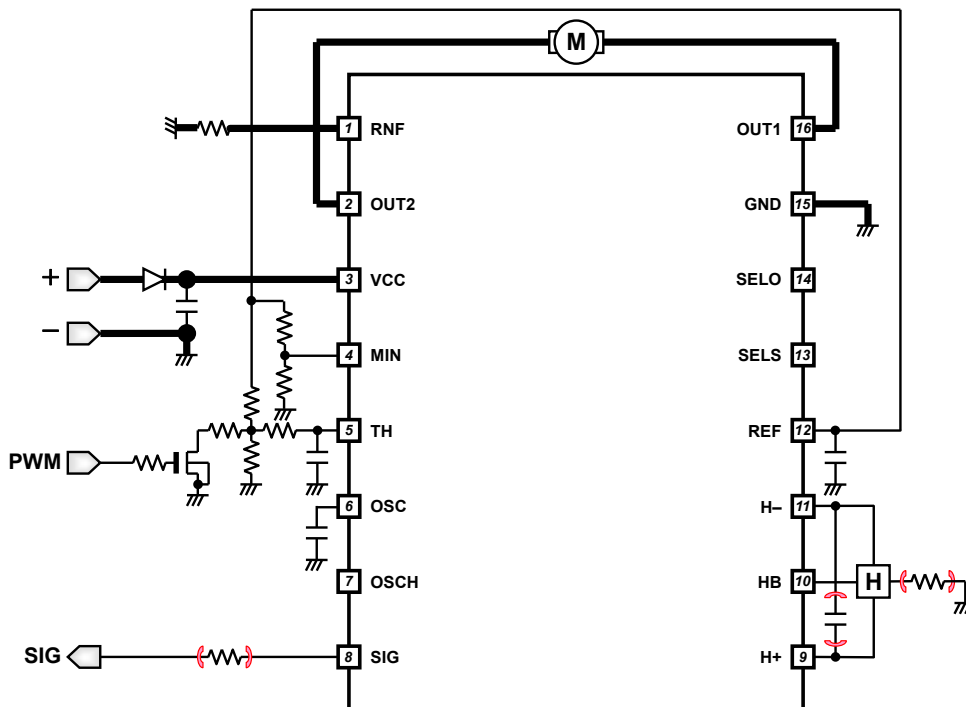 M
1 RNF OUT1 16
2 OUT2 GND 15
+ 3 VCC SELO 14
−
4 MIN SELS 13
5 TH REF 12
PWM
6 OSC H– 11
7 OSCH HB 10 H
SIG 8 SIG H+ 9